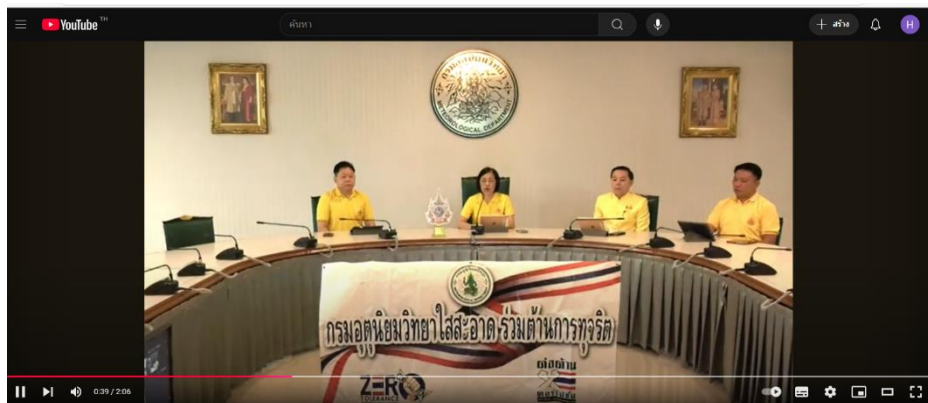 YouTube TH
ค้นหา
สร้าง
H
METEOROLOGICAL DEPARTMENT
กรมอุตุนิยมวิทยาใสสะอาด ร่วมต้านการทุจริต
ZERO
TOLERANCE
0:39 / 2:06